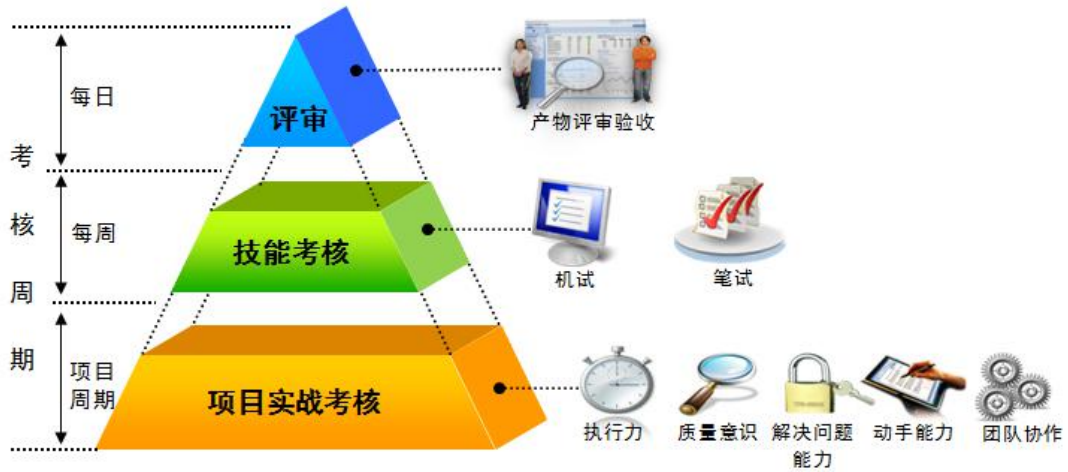 考核周期
每日
评审
产物评审验收
每周
技能考核
机试
笔试
项目
周期
项目实战考核
执行力
质量意识
解决问题
能力
动手能力
团队协作